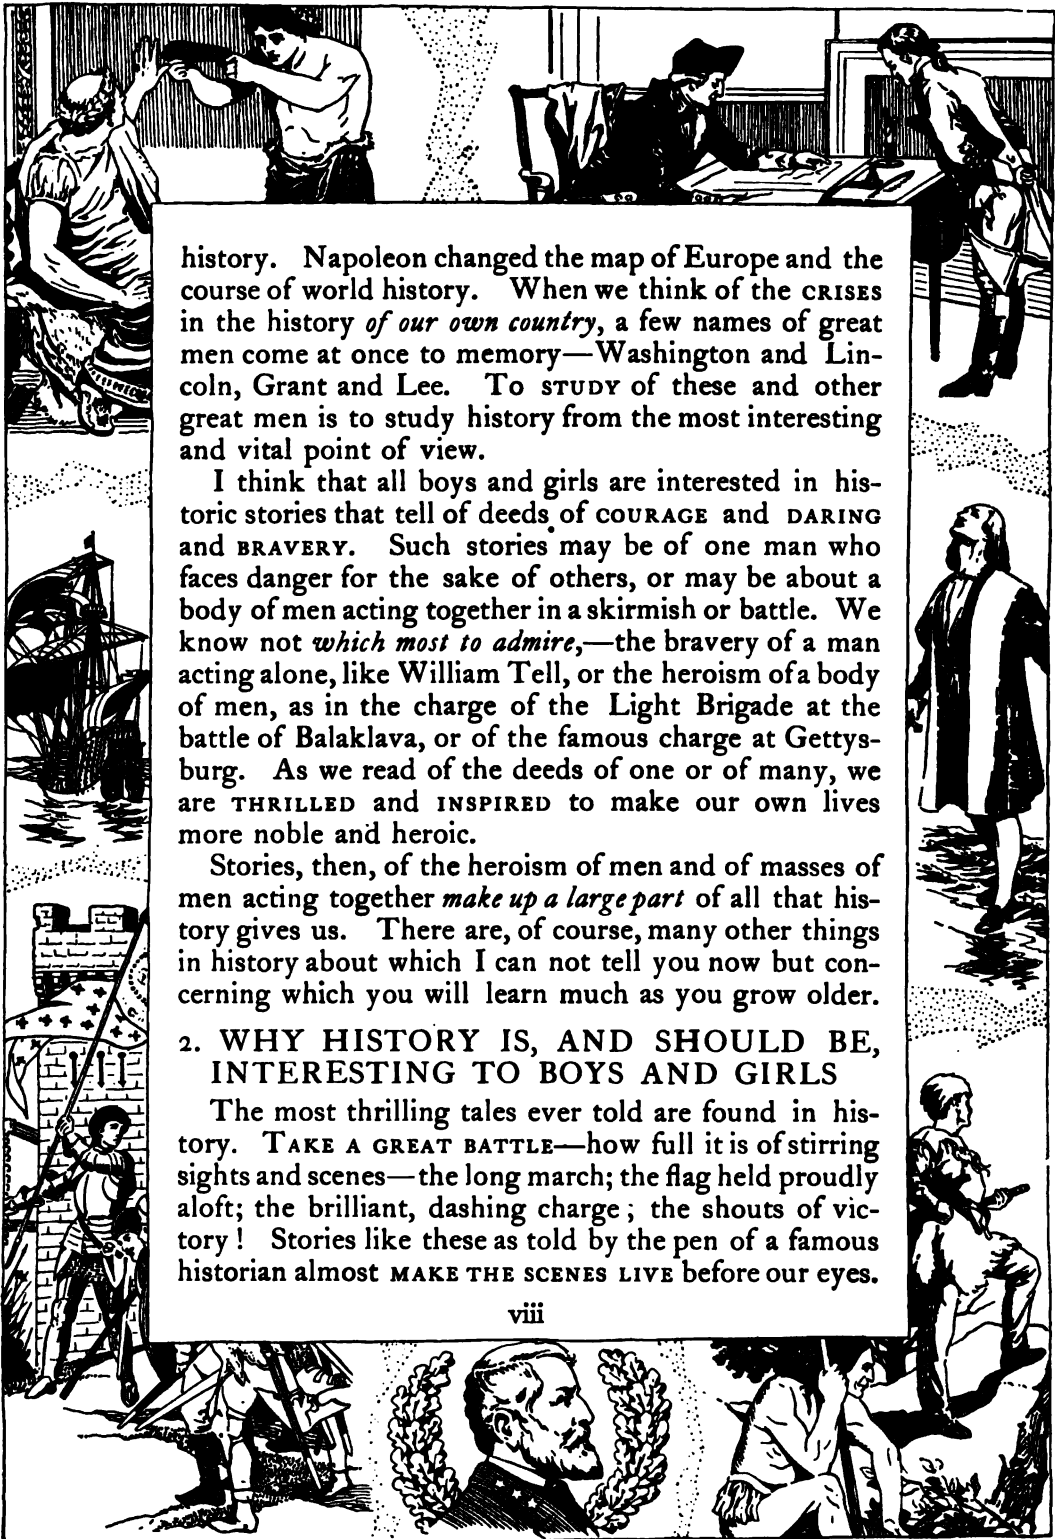 history. Napoleon changed the map of Europe and the
course of world history. When we think of the CRISES
in the history of our own country, a few names of great
men come at once to memory—Washington and Lin-
coln, Grant and Lee. To STUDY of these and other
great men is to study history from the most interesting
and vital point of view.
I think that all boys and girls are interested in his-
toric stories that tell of deeds of COURAGE and DARING
and BRAVERY. Such stories may be of one man who
faces danger for the sake of others, or may be about a
body of men acting together in a skirmish or battle. We
know not which most to admire,—the bravery of a man
acting alone, like William Tell, or the heroism of a body
of men, as in the charge of the Light Brigade at the
battle of Balaklava, or of the famous charge at Gettys-
burg. As we read of the deeds of one or of many, we
are THRILLED and INSPIRED to make our own lives
more noble and heroic.
Stories, then, of the heroism of men and of masses of
men acting together make up a large part of all that his-
tory gives us. There are, of course, many other things
in history about which I can not tell you now but con-
cerning which you will learn much as you grow older.
2. WHY HISTORY IS, AND SHOULD BE,
INTERESTING TO BOYS AND GIRLS
The most thrilling tales ever told are found in his-
tory. TAKE A GREAT BATTLE—how full it is of stirring
sights and scenes—the long march; the flag held proudly
aloft; the brilliant, dashing charge; the shouts of vic-
tory! Stories like these as told by the pen of a famous
historian almost MAKE THE SCENES LIVE before our eyes.
viii